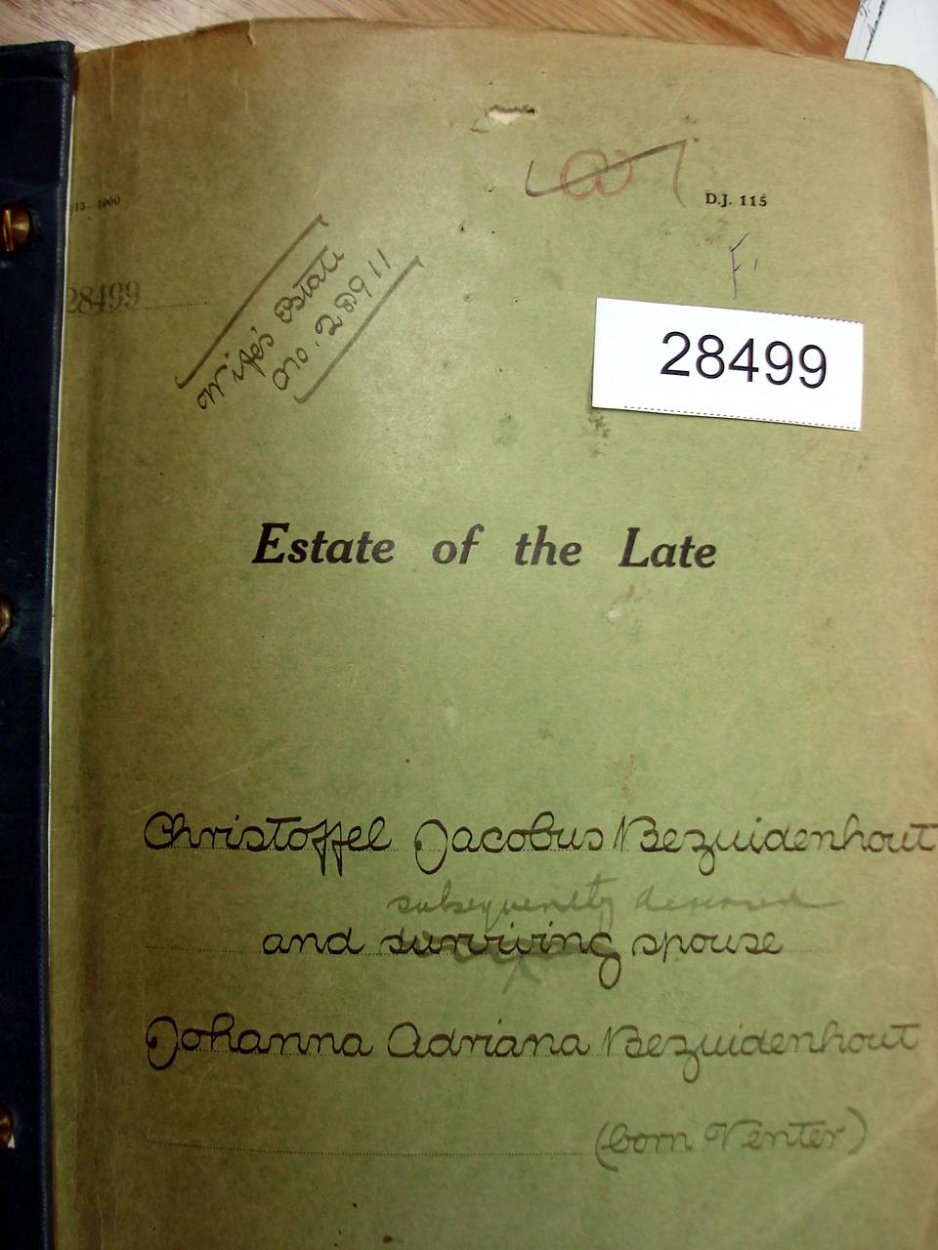 D.J. 115
28499
Wife's Estate
no. 28911
F
28499
Estate of the Late
Christoffel Jacobus Bezuidenhout
subsequently deceased
and surviving spouse
Johanna Adriana Bezuidenhout
(born Venter)